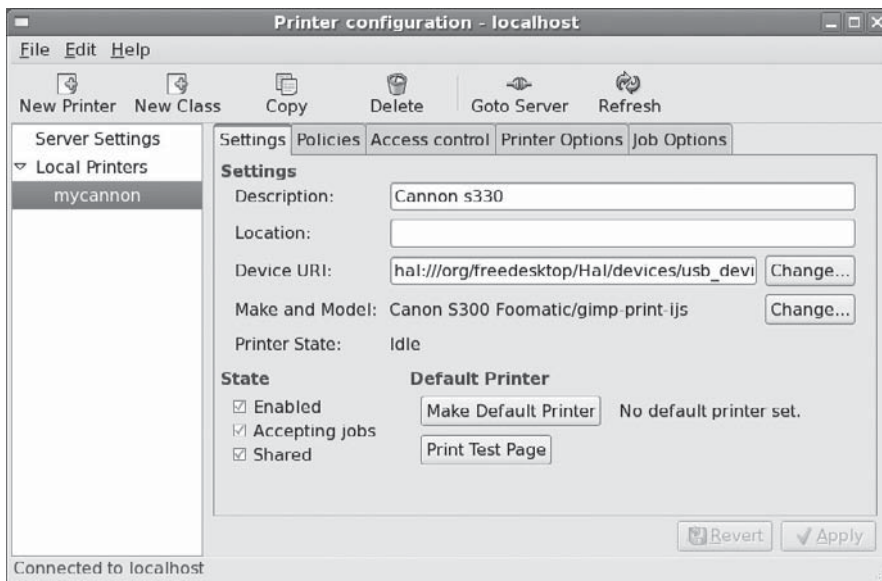 Printer configuration - localhost
File Edit Help
New Printer New Class Copy Delete Goto Server Refresh
Server Settings
Local Printers
mycannon
Settings Policies Access control Printer Options Job Options
Settings
Description: Cannon s330
Location:
Device URI: hal:///org/freedesktop/Hal/devices/usb_devi Change...
Make and Model: Canon S300 Foomatic/gimp-print-ijs Change...
Printer State: Idle
State Default Printer
Enabled Make Default Printer No default printer set.
Accepting jobs
Shared Print Test Page
Revert Apply
Connected to localhost